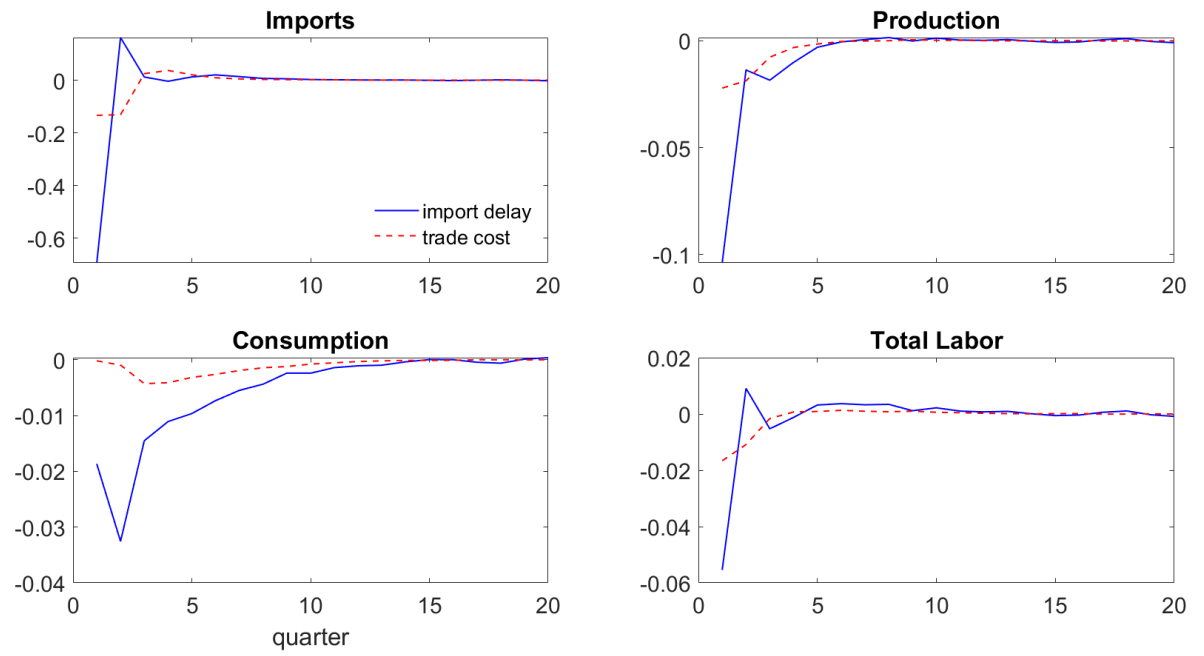 Imports
0
-0.2
-0.4
-0.6
0 5 10 15 20
import delay
trade cost
Production
0
-0.05
-0.1
0 5 10 15 20
Consumption
0
-0.01
-0.02
-0.03
-0.04
0 5 10 15 20
quarter
Total Labor
0.02
0
-0.02
-0.04
-0.06
0 5 10 15 20